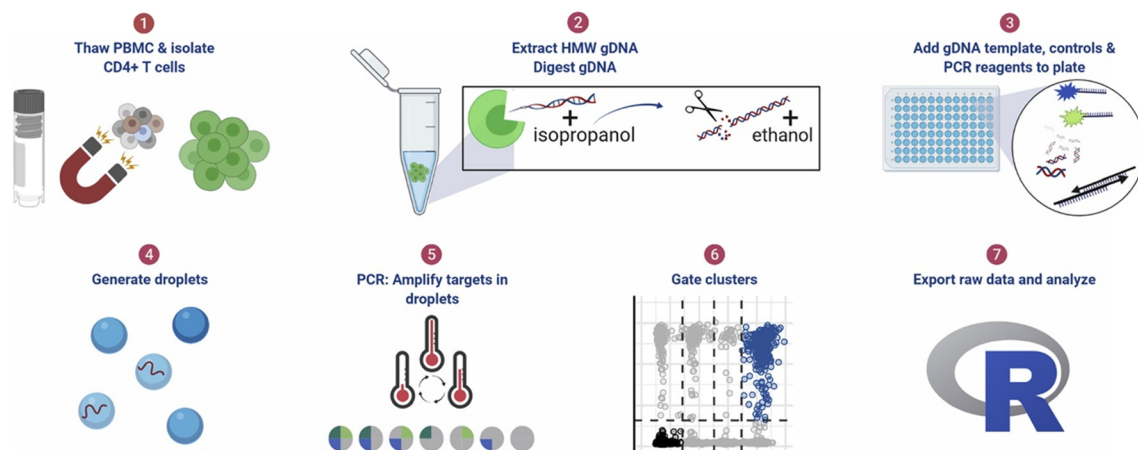 1
Thaw PBMC & isolate
CD4+ T cells
2
Extract HMW gDNA
Digest gDNA
+
isopropanol
+
ethanol
3
Add gDNA template, controls &
PCR reagents to plate
4
Generate droplets
5
PCR: Amplify targets in
droplets
6
Gate clusters
7
Export raw data and analyze
R